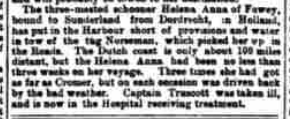 The three-masted schooner Helena Anna of Fowey,
bound to Sunderland from Dordrecht, in Holland,
has put in the Harbour short of provisions and water
in tow of the tug Norseman, which picked her up in
the Roads. The Dutch coast is only about 100 miles
distant, but the Helena Anna had been no less than
three weeks on her voyage. Three times she had got
as far as Cromer, but on each occasion was driven back
by the bad weather. Captain Trascott was taken ill,
and is now in the Hospital receiving treatment.